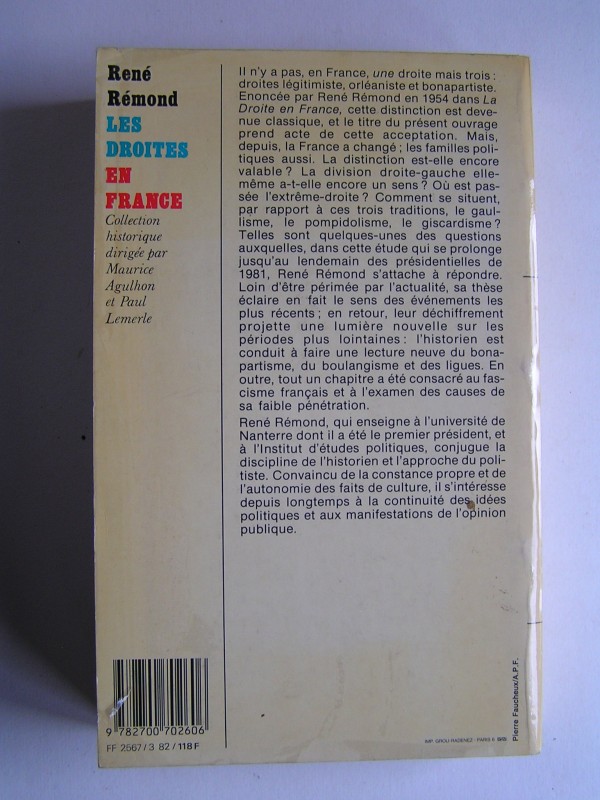 René
Rémond
LES
DROITES
EN
FRANCE
Collection
historique
dirigée par
Maurice
Agulhon
et Paul
Lemerle
Il n'y a pas, en France, une droite mais trois :
droites légitimiste, orléaniste et bonapartiste.
Enoncée par René Rémond en 1954 dans La
Droite en France, cette distinction est deve-
nue classique, et le titre du présent ouvrage
prend acte de cette acceptation. Mais,
depuis, la France a changé ; les familles poli-
tiques aussi. La distinction est-elle encore
valable ? La division droite-gauche elle-
même a-t-elle encore un sens ? Où est pas-
sée l'extrême-droite ? Comment se situent,
par rapport à ces trois traditions, le gaul-
lisme, le pompidolisme, le giscardisme ?
Telles sont quelques-unes des questions
auxquelles, dans cette étude qui se prolonge
jusqu'au lendemain des présidentielles de
1981, René Rémond s'attache à répondre.
Loin d'être périmée par l'actualité, sa thèse
éclaire en fait le sens des événements les
plus récents ; en retour, leur déchiffrement
projette une lumière nouvelle sur les
périodes plus lointaines : l'historien est
conduit à faire une lecture neuve du bona-
partisme, du boulangisme et des ligues. En
outre, tout un chapitre a été consacré au fas-
cisme français et à l'examen des causes de
sa faible pénétration.
René Rémond, qui enseigne à l'université de
Nanterre dont il a été le premier président, et
à l'Institut d'études politiques, conjugue la
discipline de l'historien et l'approche du poli-
tiste. Convaincu de la constance propre et de
l'autonomie des faits de culture, il s'intéresse
depuis longtemps à la continuité des idées
politiques et aux manifestations de l'opinion
publique.
9 782700 702606
FF 2567/3 82/118 F
IMP. GROU-RADENEZ - PARIS 6
Pierre Faucheux/A.P.F.